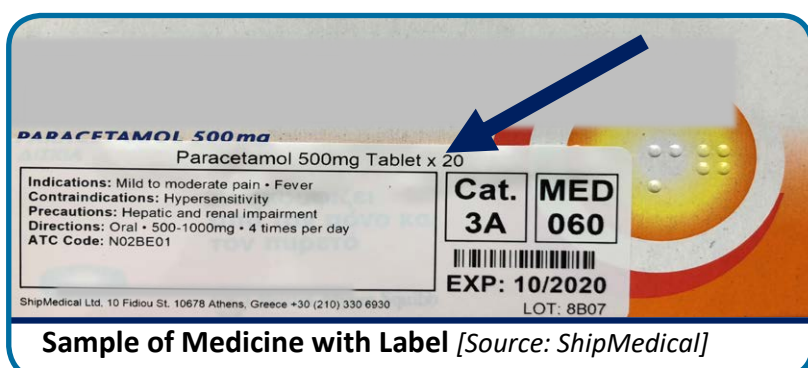 PARACETAMOL 500mg
Paracetamol 500mg Tablet x 20
Indications: Mild to moderate pain • Fever
Contraindications: Hypersensitivity
Precautions: Hepatic and renal impairment
Directions: Oral • 500-1000mg • 4 times per day
ATC Code: N02BE01
Cat. 3A
MED 060
EXP: 10/2020
LOT: 8B07
ShipMedical Ltd, 10 Fidiou St. 10678 Athens, Greece +30 (210) 330 6930
Sample of Medicine with Label [Source: ShipMedical]